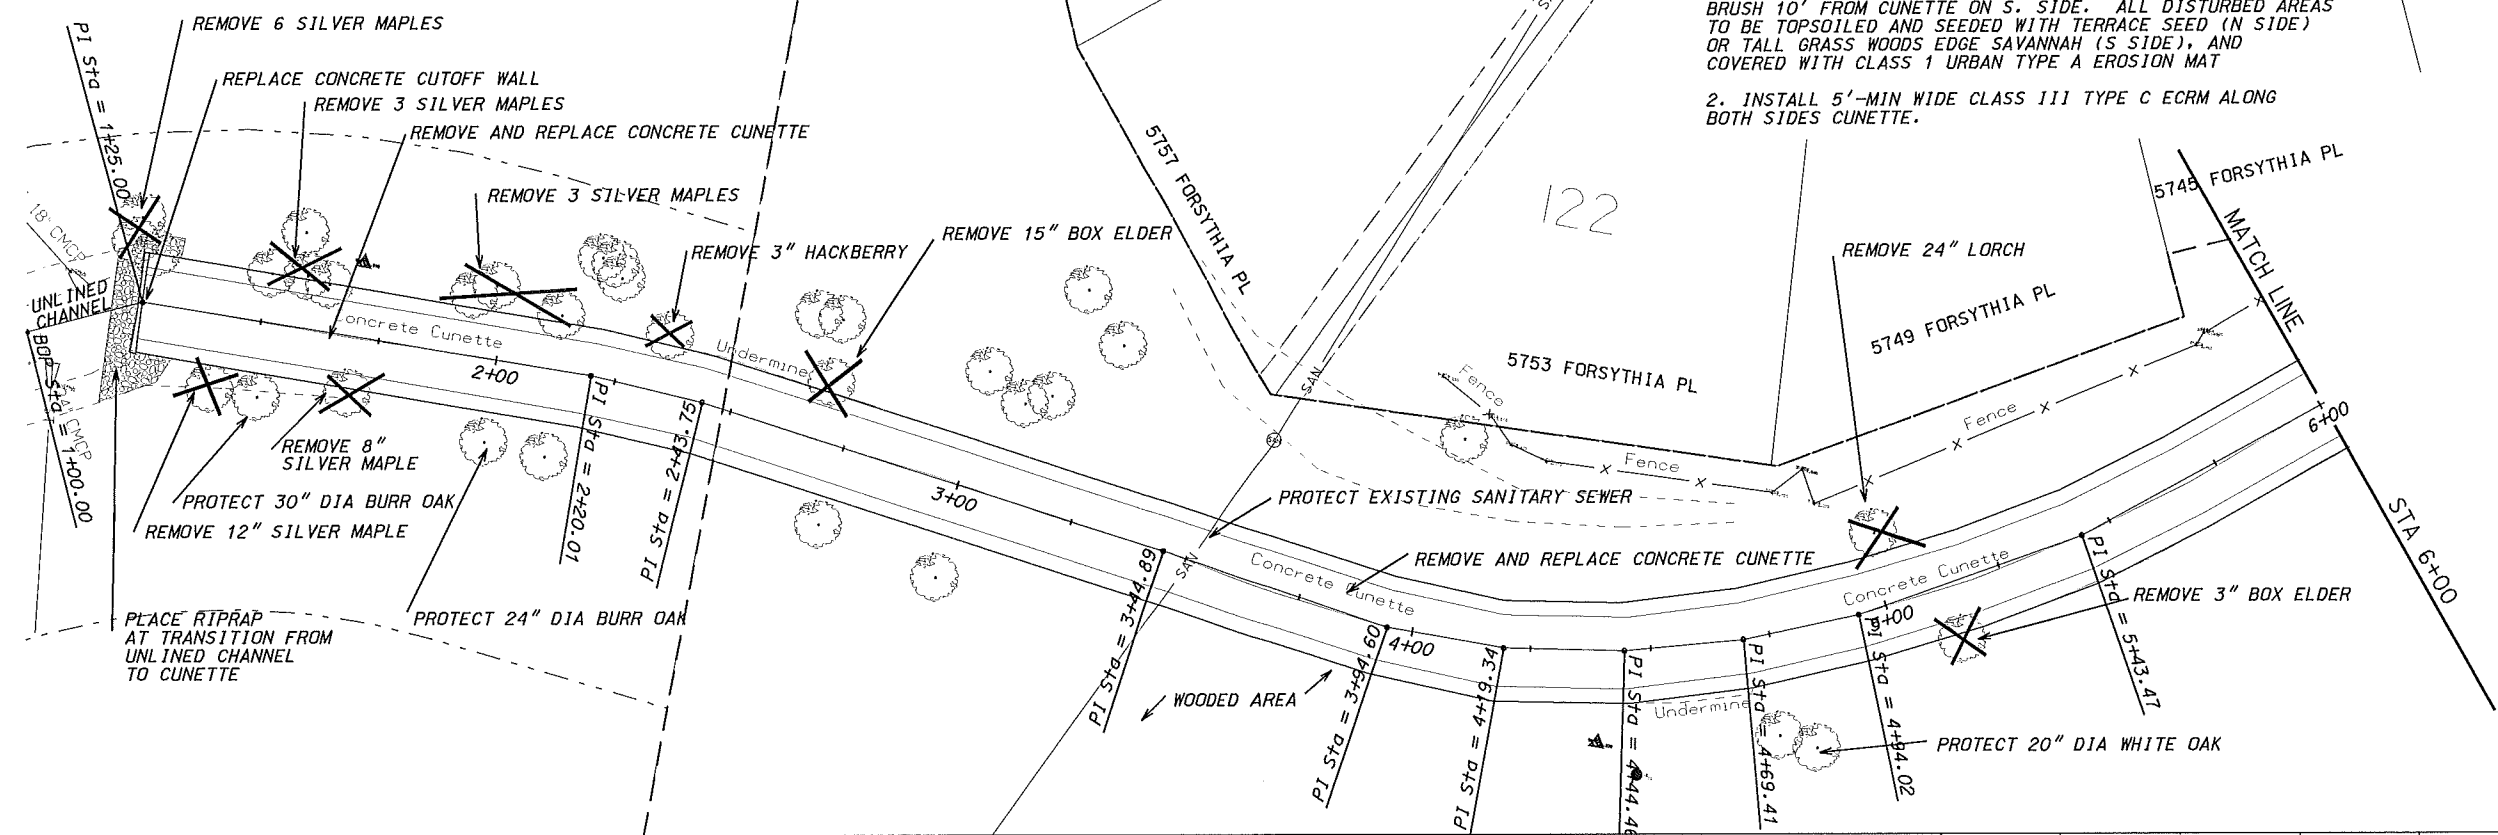 BRUSH 10' FROM CUNETTE ON S. SIDE. ALL DISTURBED AREAS
TO BE TOPSOILED AND SEEDED WITH TERRACE SEED (N SIDE)
OR TALL GRASS WOODS EDGE SAVANNAH (S SIDE), AND
COVERED WITH CLASS 1 URBAN TYPE A EROSION MAT
2. INSTALL 5'-MIN WIDE CLASS III TYPE C ECRM ALONG
BOTH SIDES CUNETTE.
REMOVE 6 SILVER MAPLES
PI Sta = 1+25.00
REPLACE CONCRETE CUTOFF WALL
REMOVE 3 SILVER MAPLES
REMOVE AND REPLACE CONCRETE CUNETTE
REMOVE 3 SILVER MAPLES
REMOVE 3" HACKBERRY
REMOVE 15" BOX ELDER
5757 FORSYTHIA PL
122
5745 FORSYTHIA PL
MATCH LINE
REMOVE 24" LORCH
5749 FORSYTHIA PL
5753 FORSYTHIA PL
18" CMCP
UNLINED
CHANNEL
Concrete Cunette
Undermine
2+00
SAN
Fence
Fence
Fence
6+00
BOP Sta = 1+00.00
CMCP
REMOVE 8"
SILVER MAPLE
PROTECT 30" DIA BURR OAK
REMOVE 12" SILVER MAPLE
PI Sta = 2+20.01
PI Sta = 2+43.75
3+00
PROTECT EXISTING SANITARY SEWER
STA 6+00
SAN
Concrete Cunette
REMOVE AND REPLACE CONCRETE CUNETTE
Concrete Cunette
PI Sta = 3+44.89
PI Sta = 5+43.47
REMOVE 3" BOX ELDER
PLACE RIPRAP
AT TRANSITION FROM
UNLINED CHANNEL
TO CUNETTE
PROTECT 24" DIA BURR OAK
4+00
5+00
PI Sta = 3+94.60
PI Sta = 4+19.34
PI Sta = 4+44.46
PI Sta = 4+69.41
PI Sta = 4+94.02
WOODED AREA
Undermine
PROTECT 20" DIA WHITE OAK